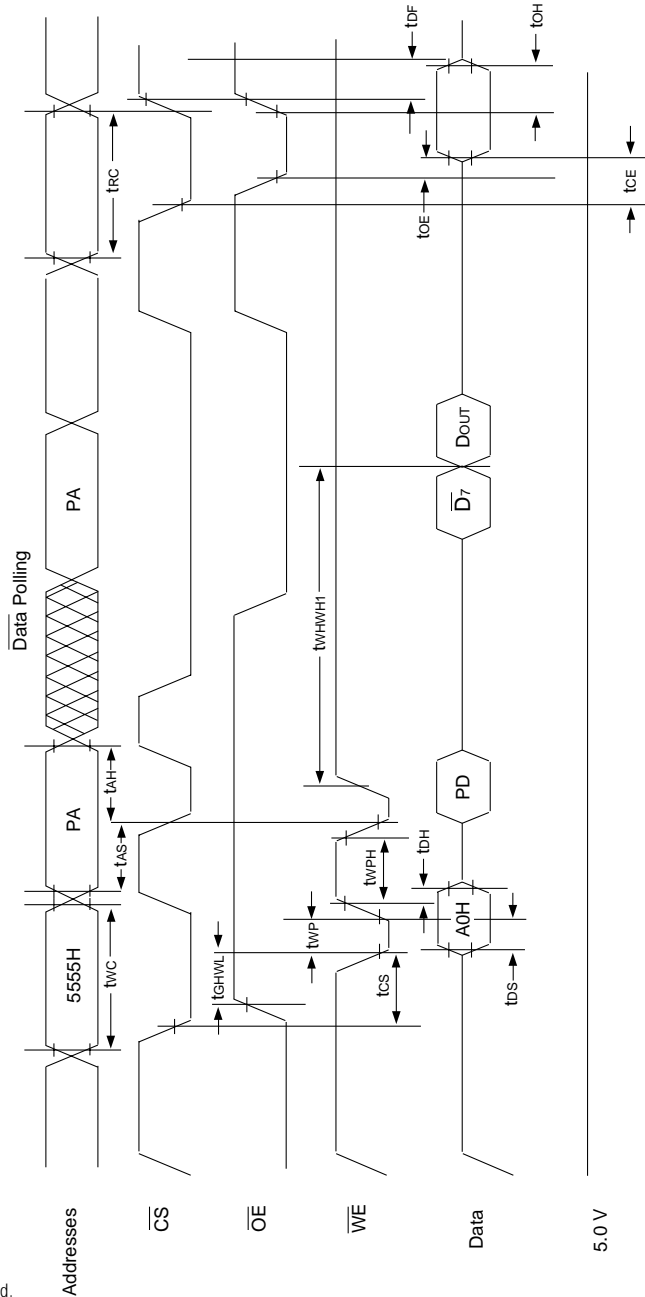 Data Polling
Addresses
5555H
PA
PA
tWC
tAS
tAH
tRC
CS
OE
tGHWL
WE
tCS
tWP
tWPH
tWHWH1
tDF
tDH
tOE
tOH
Data
A0H
PD
D7
DOUT
tDS
tCE
5.0 V
d.